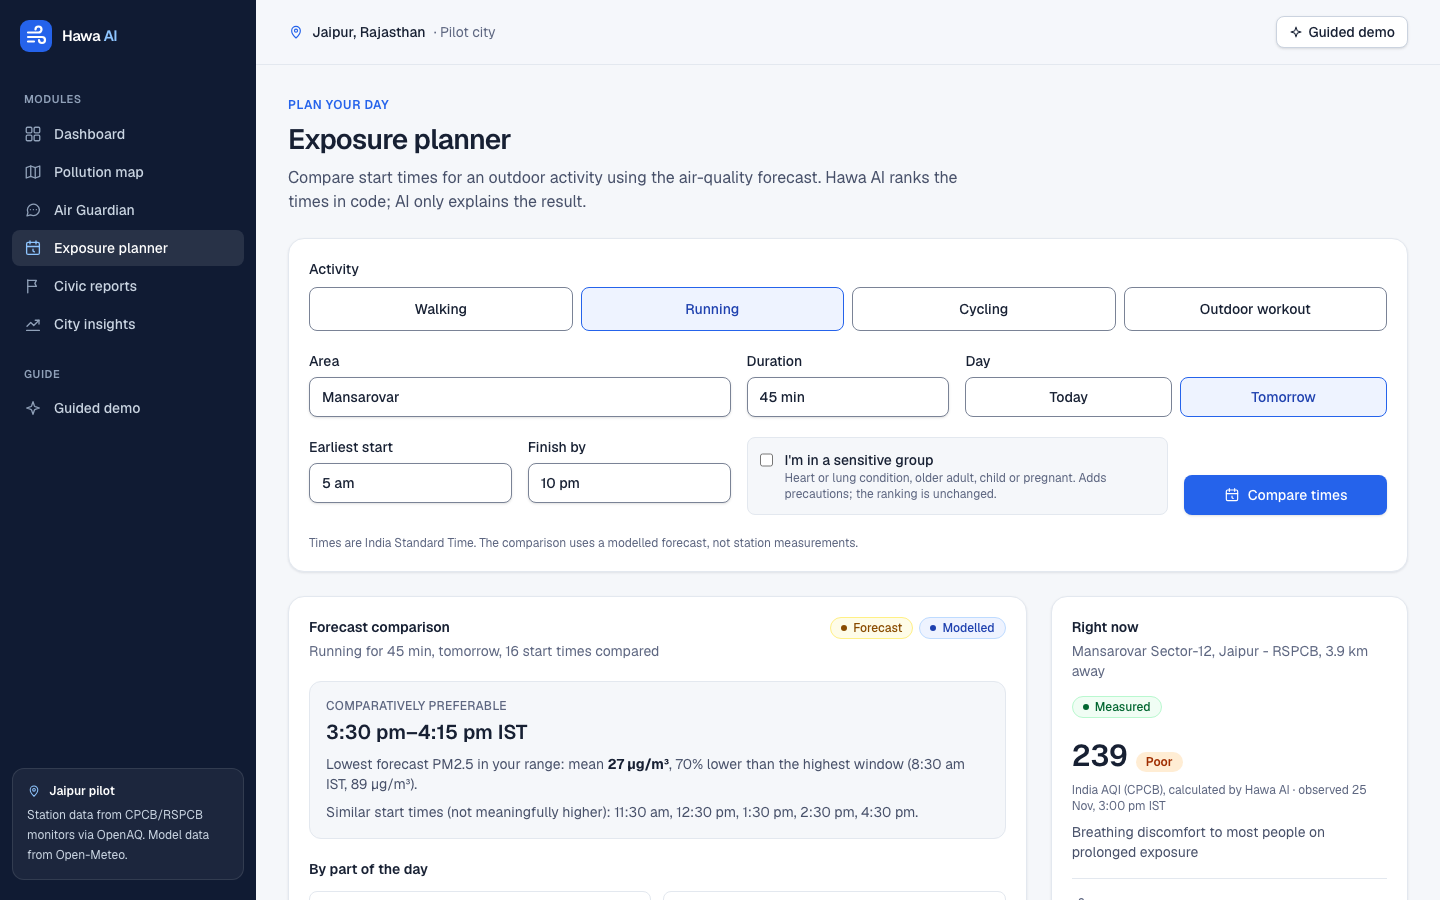 Hawa AI
MODULES
Dashboard
Pollution map
Air Guardian
Exposure planner
Civic reports
City insights
GUIDE
Guided demo
Jaipur pilot
Station data from CPCB/RSPCB
monitors via OpenAQ. Model data
from Open-Meteo.
Jaipur, Rajasthan · Pilot city
Guided demo
PLAN YOUR DAY
Exposure planner
Compare start times for an outdoor activity using the air-quality forecast. Hawa AI ranks the
times in code; AI only explains the result.
Activity
Walking
Running
Cycling
Outdoor workout
Area
Mansarovar
Duration
45 min
Day
Today
Tomorrow
Earliest start
5 am
Finish by
10 pm
I'm in a sensitive group
Heart or lung condition, older adult, child or pregnant. Adds
precautions; the ranking is unchanged.
Compare times
Times are India Standard Time. The comparison uses a modelled forecast, not station measurements.
Forecast comparison
Forecast
Modelled
Running for 45 min, tomorrow, 16 start times compared
COMPARATIVELY PREFERABLE
3:30 pm–4:15 pm IST
Lowest forecast PM2.5 in your range: mean 27 µg/m³, 70% lower than the highest window (8:30 am
IST, 89 µg/m³).
Similar start times (not meaningfully higher): 11:30 am, 12:30 pm, 1:30 pm, 2:30 pm, 4:30 pm.
By part of the day
Right now
Mansarovar Sector-12, Jaipur - RSPCB, 3.9 km
away
Measured
239 Poor
India AQI (CPCB), calculated by Hawa AI · observed 25
Nov, 3:00 pm IST
Breathing discomfort to most people on
prolonged exposure